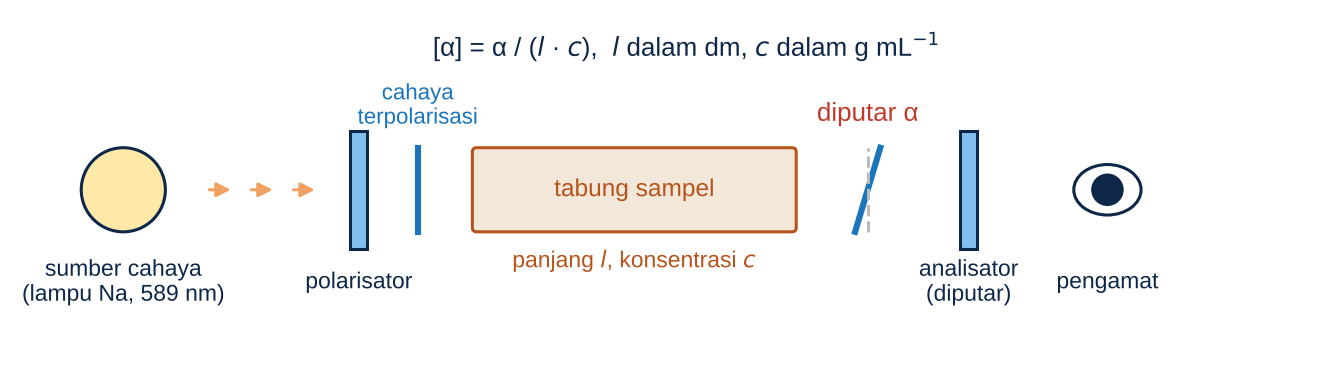 [α] = α / (l · c), l dalam dm, c dalam g mL⁻¹
cahaya
terpolarisasi
diputar α
tabung sampel
panjang l, konsentrasi c
sumber cahaya
(lampu Na, 589 nm)
polarisator
analisator
(diputar)
pengamat